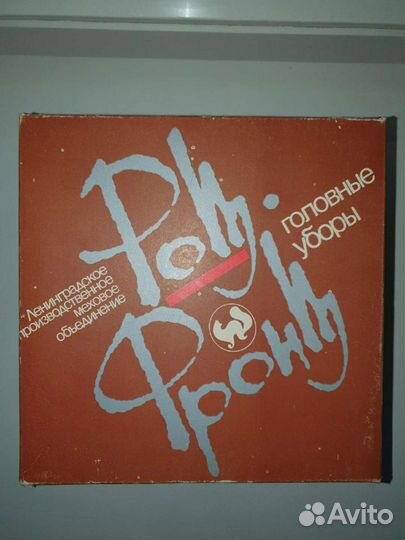 Рот
Фронт
головные
уборы
Ленинградское
производственное
меховое
объединение
Avito